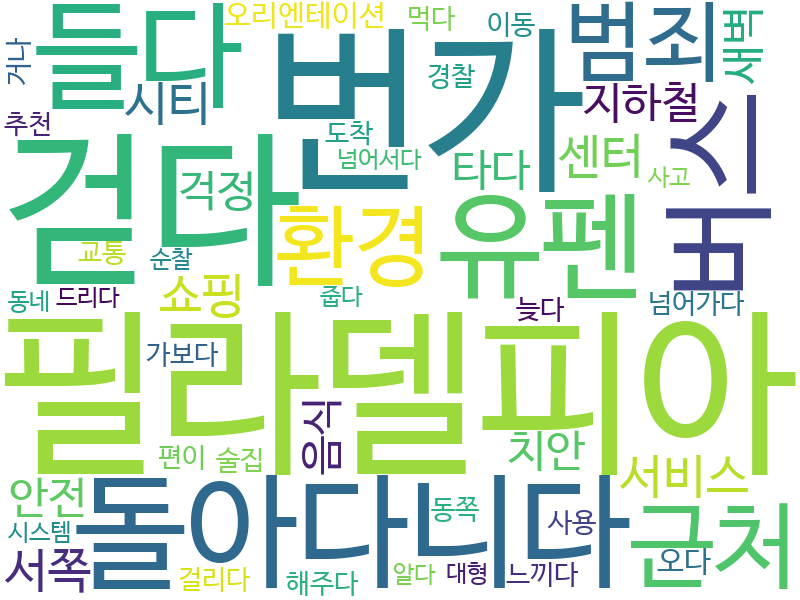 오리엔테이션
먹다
이동
들다
번가
범죄
새벽
거나
시티
경찰
지하철
추천
도착
넘어서다
타다
센터
버스
걷다
걱정
사고
환경
유펜
교통
순찰
동네
드리다
쇼핑
줍다
늦다
넘어가다
필라델피아
가보다
음식
편이
술집
치안
서비스
안전
돌아다니다
동쪽
사용
근처
시스템
서쪽
걸리다
해주다
알다
대형
느끼다
오다